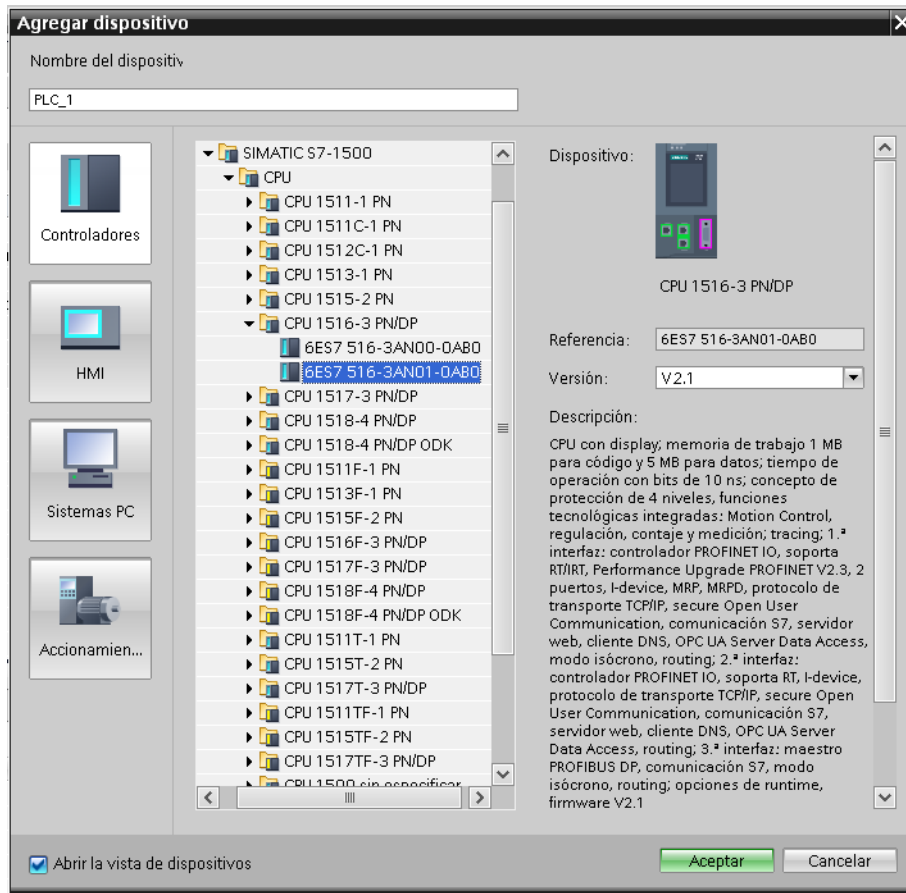 Agregar dispositivo
Nombre del dispositiv
PLC_1
Controladores
HMI
Sistemas PC
Accionamien...
SIMATIC S7-1500
CPU
CPU 1511-1 PN
CPU 1511C-1 PN
CPU 1512C-1 PN
CPU 1513-1 PN
CPU 1515-2 PN
CPU 1516-3 PN/DP
6ES7 516-3AN00-0AB0
6ES7 516-3AN01-0AB0
CPU 1517-3 PN/DP
CPU 1518-4 PN/DP
CPU 1518-4 PN/DP ODK
CPU 1511F-1 PN
CPU 1513F-1 PN
CPU 1515F-2 PN
CPU 1516F-3 PN/DP
CPU 1517F-3 PN/DP
CPU 1518F-4 PN/DP
CPU 1518F-4 PN/DP ODK
CPU 1511T-1 PN
CPU 1515T-2 PN
CPU 1517T-3 PN/DP
CPU 1511TF-1 PN
CPU 1515TF-2 PN
CPU 1517TF-3 PN/DP
CPU 1500 sin especificar
Dispositivo:
CPU 1516-3 PN/DP
Referencia:
6ES7 516-3AN01-0AB0
Versión:
V2.1
Descripción:
CPU con display; memoria de trabajo 1 MB
para código y 5 MB para datos; tiempo de
operación con bits de 10 ns; concepto de
protección de 4 niveles, funciones
tecnológicas integradas: Motion Control,
regulación, contaje y medición; tracing; 1.ª
interfaz: controlador PROFINET IO, soporta
RT/IRT, Performance Upgrade PROFINET V2.3, 2
puertos, I-device, MRP, MRPD, protocolo de
transporte TCP/IP, secure Open User
Communication, comunicación S7, servidor
web, cliente DNS, OPC UA Server Data Access,
modo isócrono, routing; 2.ª interfaz:
controlador PROFINET IO, soporta RT, I-device,
protocolo de transporte TCP/IP, secure Open
User Communication, comunicación S7,
servidor web, cliente DNS, OPC UA Server
Data Access, routing; 3.ª interfaz: maestro
PROFIBUS DP, comunicación S7, modo
isócrono, routing; opciones de runtime,
firmware V2.1
Abrir la vista de dispositivos
Aceptar
Cancelar